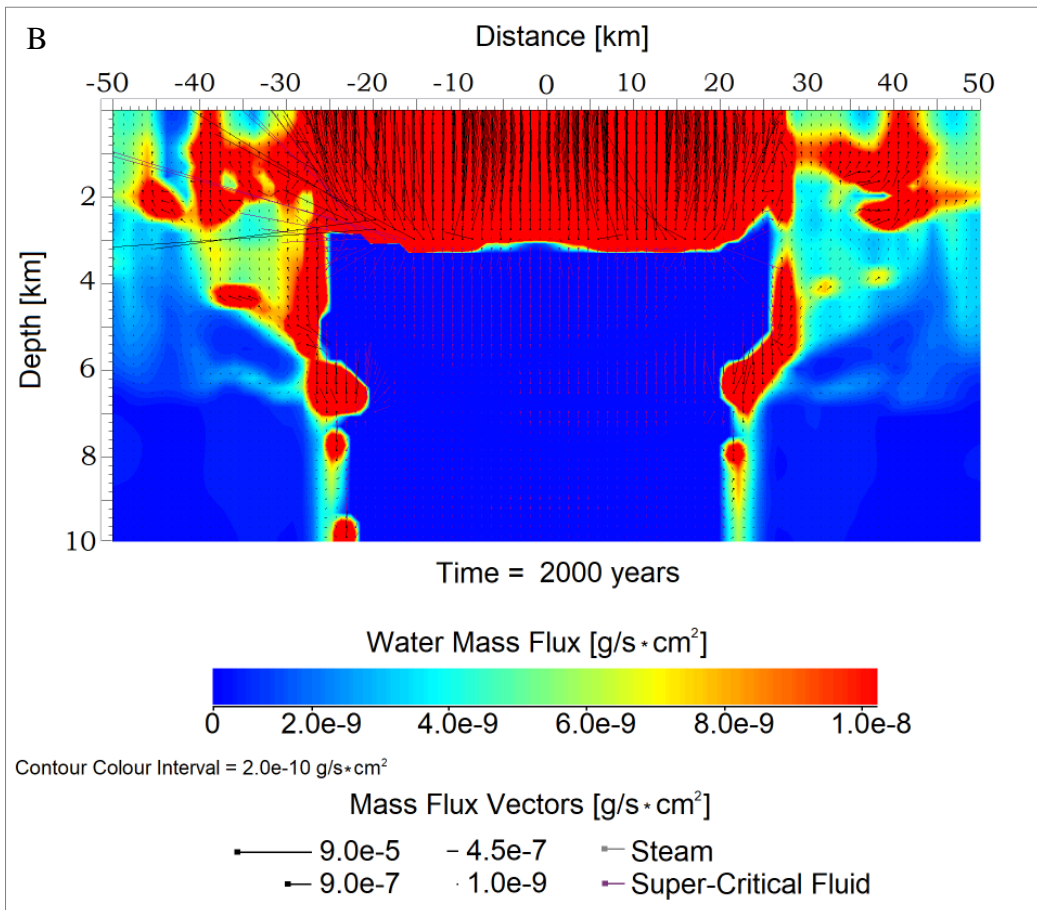 B
Distance [km]
-50 -40 -30 -20 -10 0 10 20 30 40 50
Depth [km]
2
4
6
8
10
Time = 2000 years
Water Mass Flux [g/s*cm²]
0 2.0e-9 4.0e-9 6.0e-9 8.0e-9 1.0e-8
Contour Colour Interval = 2.0e-10 g/s*cm²
Mass Flux Vectors [g/s*cm²]
9.0e-5 4.5e-7 Steam
9.0e-7 1.0e-9 Super-Critical Fluid